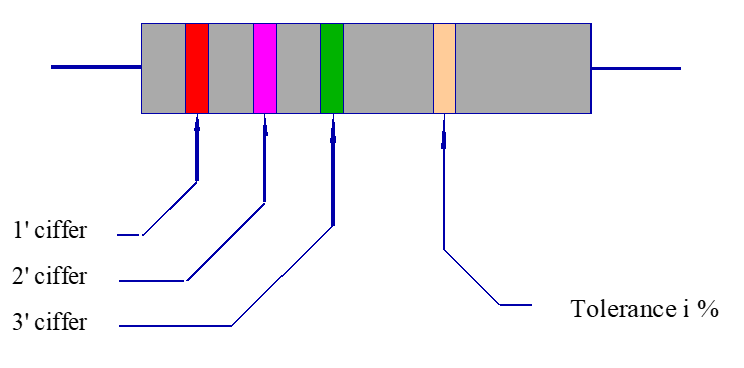 1' ciffer
2' ciffer
3' ciffer
Tolerance i %